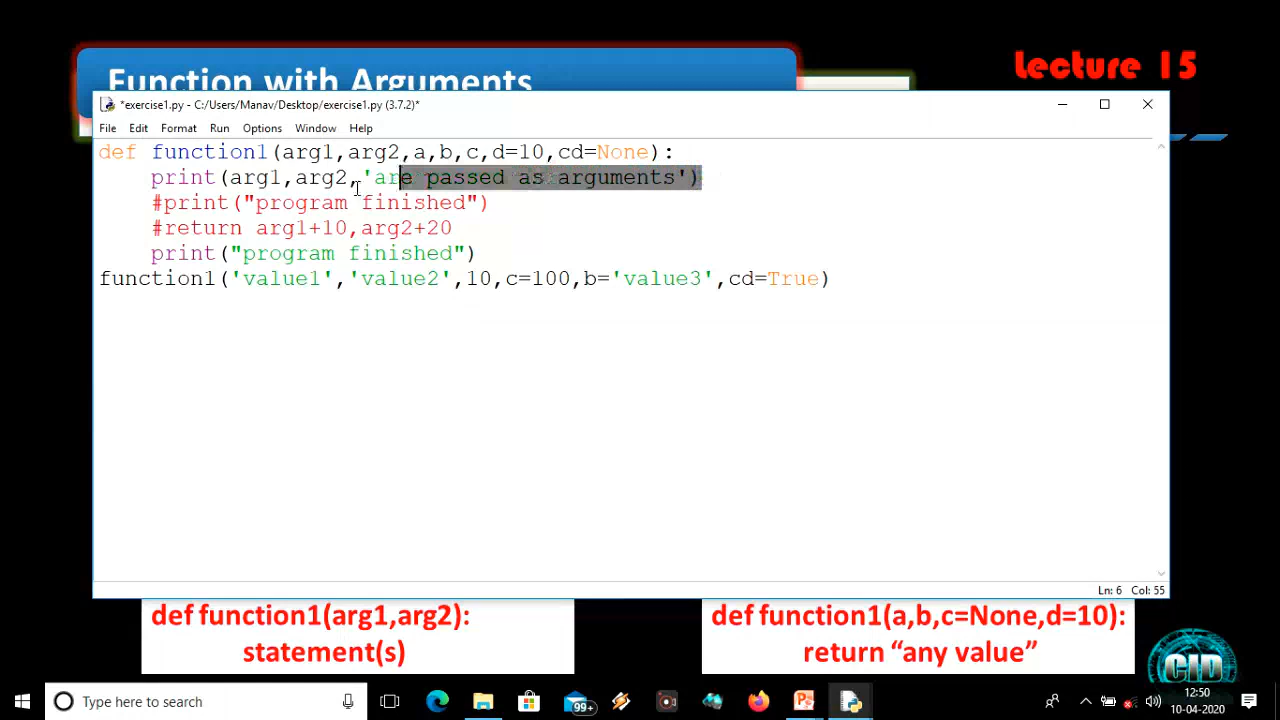 Function with Arguments
Lecture 15
*exercise1.py - C:/Users/Manav/Desktop/exercise1.py (3.7.2)*
File Edit Format Run Options Window Help
def function1(arg1,arg2,a,b,c,d=10,cd=None):
print(arg1,arg2,'are passed as arguments')
#print("program finished")
#return arg1+10,arg2+20
print("program finished")
function1('value1','value2',10,c=100,b='value3',cd=True)
Ln: 6 Col: 55
def function1(arg1,arg2):
statement(s)
def function1(a,b,c=None,d=10):
return “any value”
CID
Type here to search
99+
12:50
10-04-2020